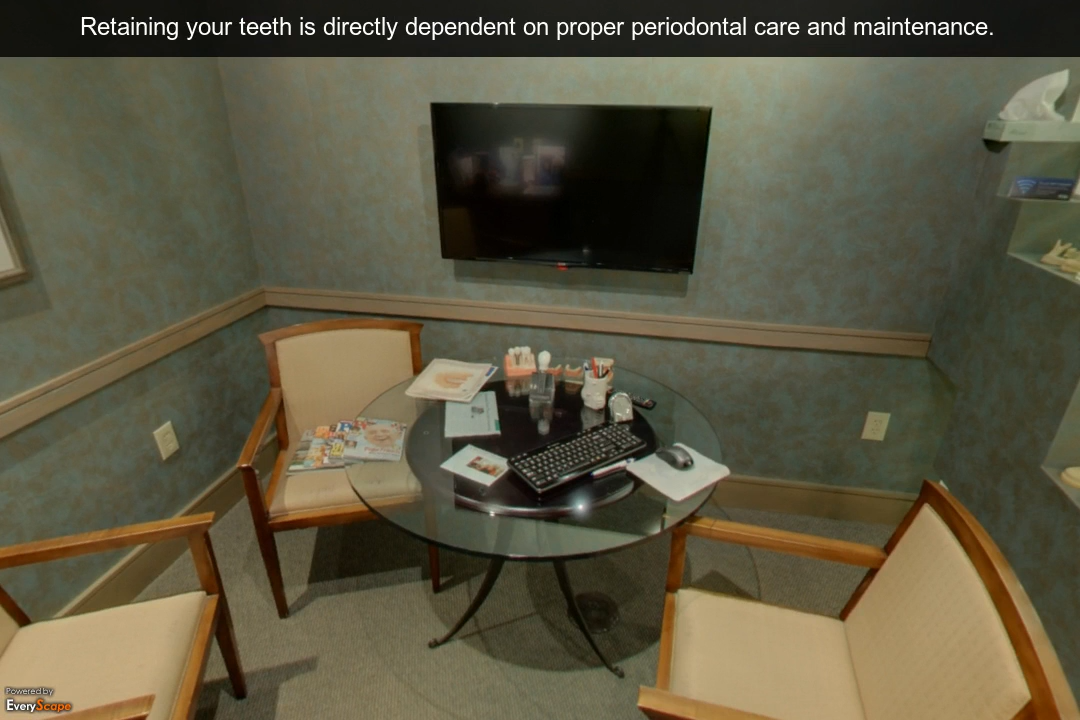 Retaining your teeth is directly dependent on proper periodontal care and maintenance.
Powered by
EveryScape